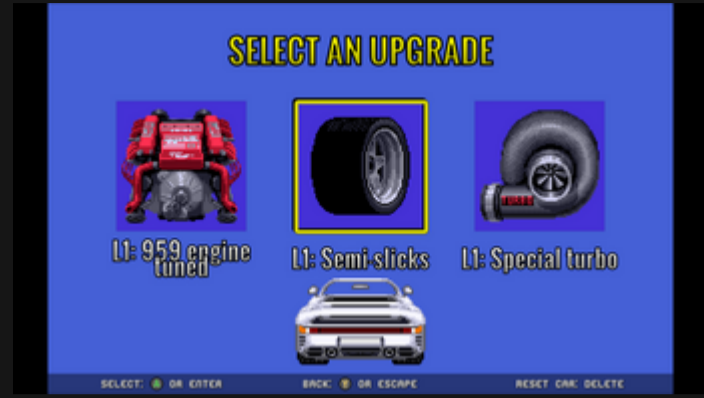 SELECT AN UPGRADE
TURBO
L1: 959 engine
tuned
L1: Semi-slicks
L1: Special turbo
SELECT: A OR ENTER
BACK: Y OR ESCAPE
RESET CAR: DELETE